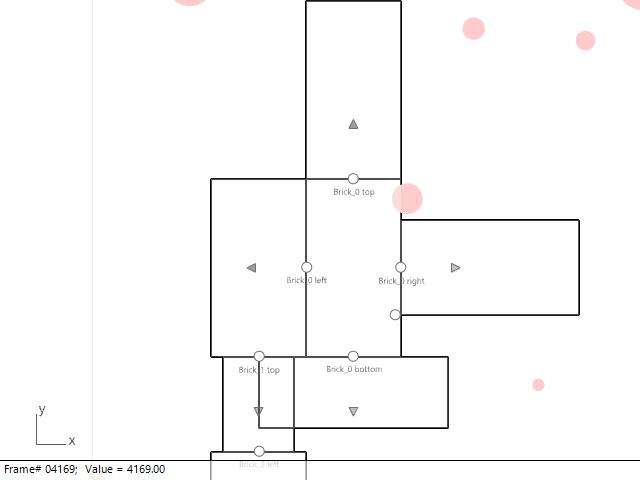 Brick_0 top
Brick_0 left
Brick_0 right
Brick_1 top
Brick_0 bottom
y
x
Brick_3 left
Frame# 04169; Value = 4169.00